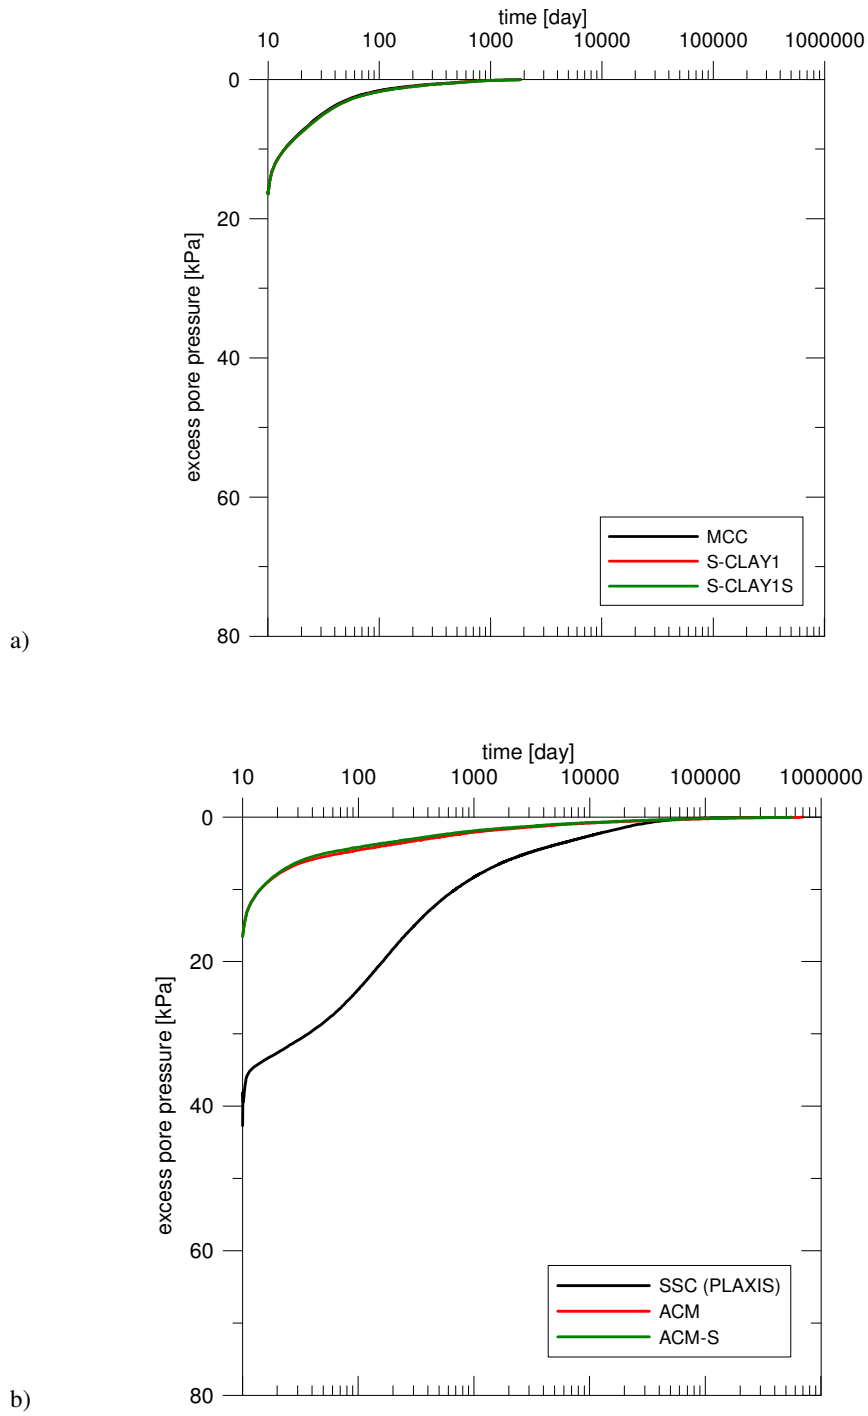 time [day]
10 100 1000 10000 100000 1000000
0
20
40
60
80
excess pore pressure [kPa]
MCC
S-CLAY1
S-CLAY1S
a)
time [day]
10 100 1000 10000 100000 1000000
0
20
40
60
80
excess pore pressure [kPa]
SSC (PLAXIS)
ACM
ACM-S
b)